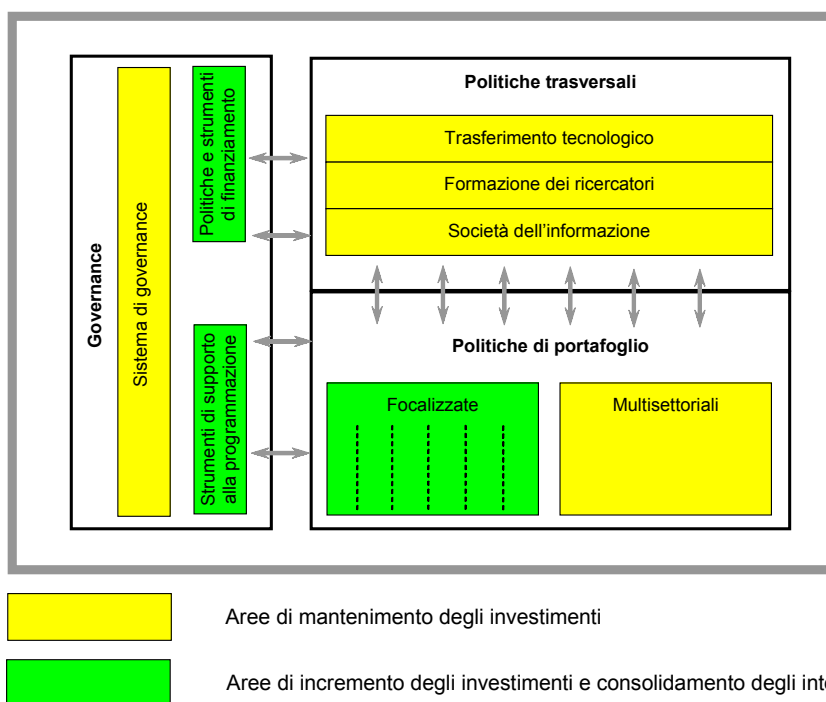 Governance
Sistema di governance
Politiche e strumenti
di finanziamento
Strumenti di supporto
alla programmazione
Politiche trasversali
Trasferimento tecnologico
Formazione dei ricercatori
Società dell'informazione
Politiche di portafoglio
Focalizzate
Multisettoriali
Aree di mantenimento degli investimenti
Aree di incremento degli investimenti e consolidamento degli